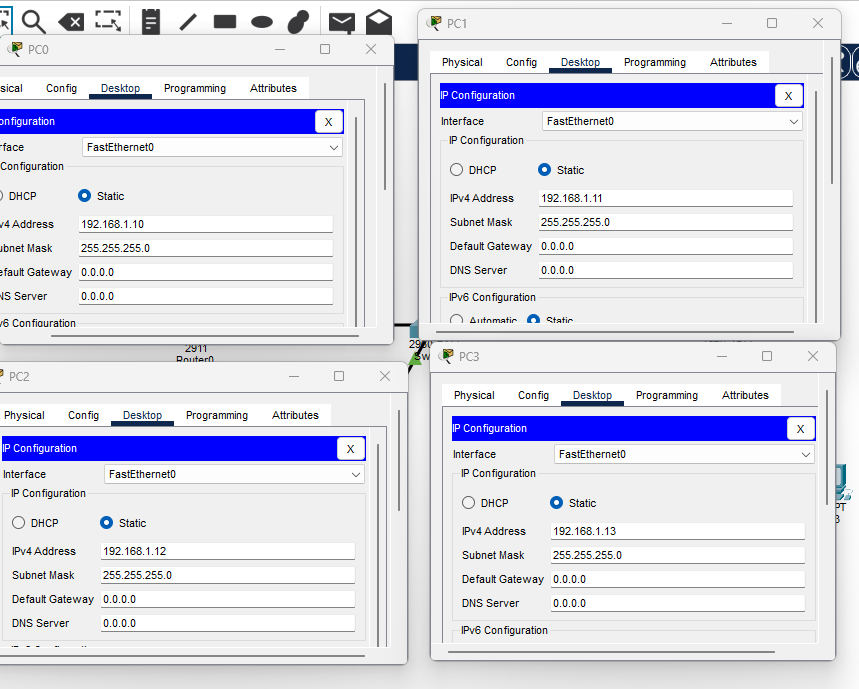 PC0
sical Config Desktop Programming Attributes
onfiguration X
rface FastEthernet0
Configuration
DHCP Static
v4 Address 192.168.1.10
ubnet Mask 255.255.255.0
efault Gateway 0.0.0.0
NS Server 0.0.0.0
v6 Configuration
PC1
Physical Config Desktop Programming Attributes
IP Configuration X
Interface FastEthernet0
IP Configuration
DHCP Static
IPv4 Address 192.168.1.11
Subnet Mask 255.255.255.0
Default Gateway 0.0.0.0
DNS Server 0.0.0.0
IPv6 Configuration
Automatic Static
2911
Router0
29
Sw
PC2
Physical Config Desktop Programming Attributes
IP Configuration X
Interface FastEthernet0
IP Configuration
DHCP Static
IPv4 Address 192.168.1.12
Subnet Mask 255.255.255.0
Default Gateway 0.0.0.0
DNS Server 0.0.0.0
PC3
Physical Config Desktop Programming Attributes
IP Configuration X
Interface FastEthernet0
IP Configuration
DHCP Static
IPv4 Address 192.168.1.13
Subnet Mask 255.255.255.0
Default Gateway 0.0.0.0
DNS Server 0.0.0.0
IPv6 Configuration
PT
3